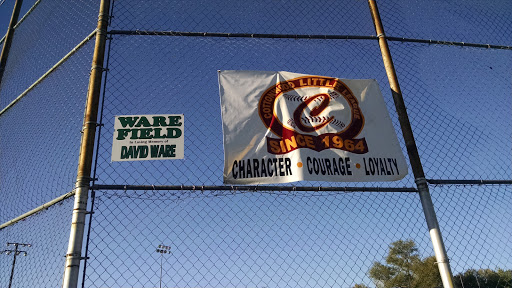 WARE
FIELD
In Loving Memory of
DAVID WARE
LITTLE LEAGUE
SINCE 1964
CHARACTER • COURAGE • LOYALTY